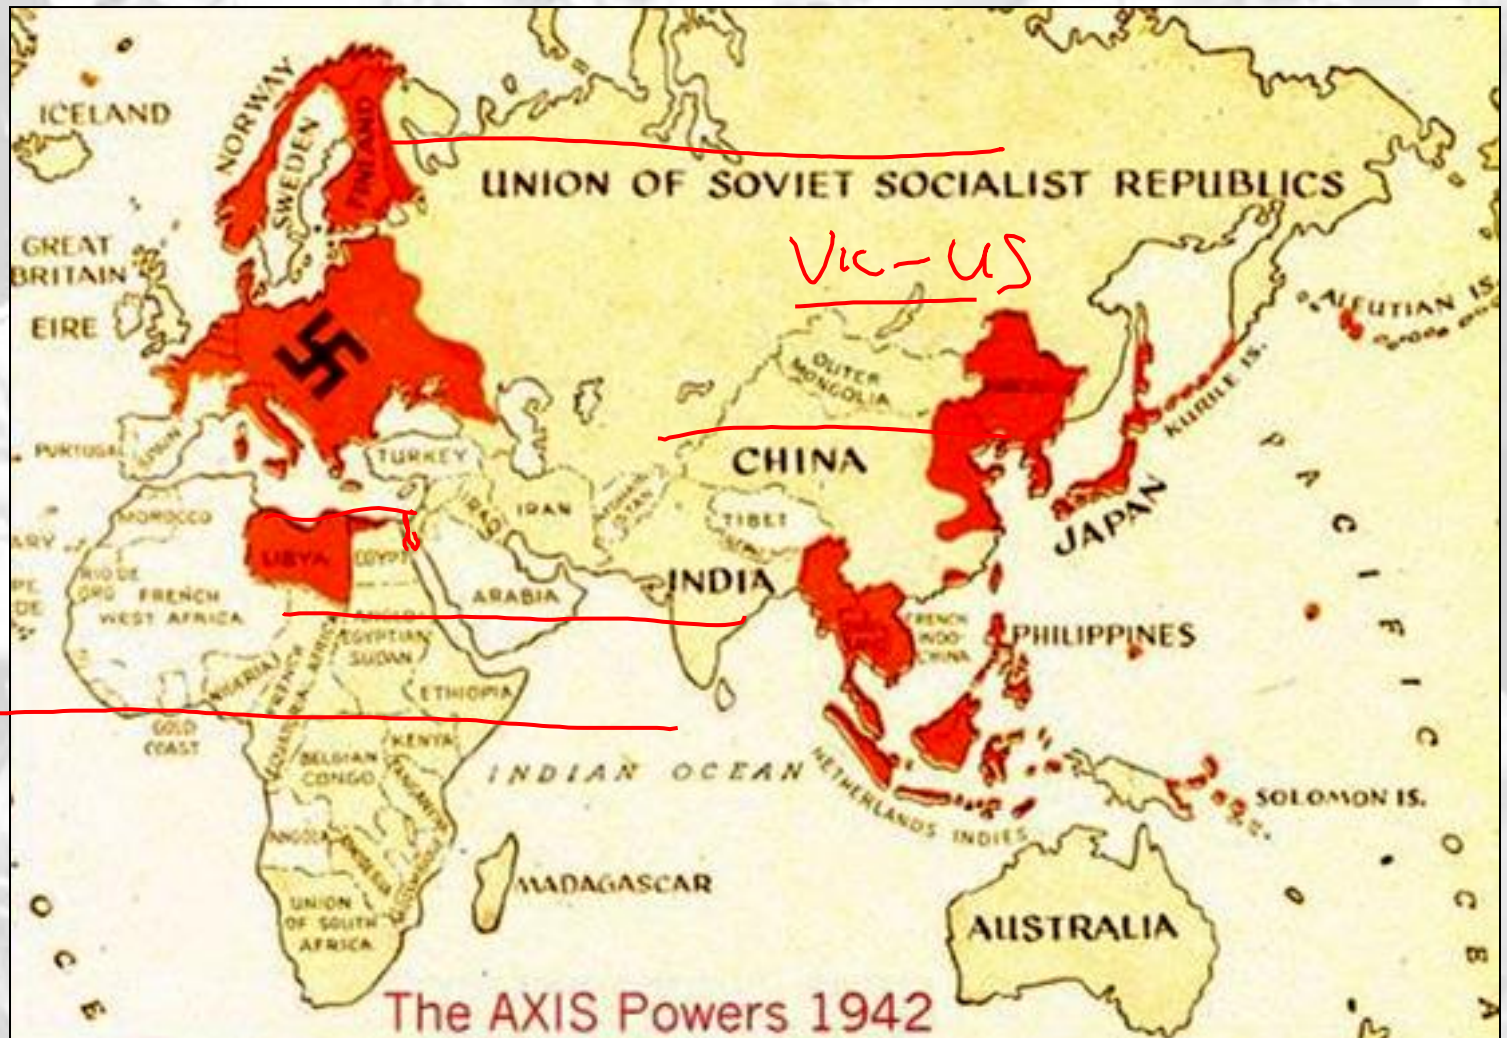 ICELAND
NORWAY
SWEDEN
FINLAND
UNION OF SOVIET SOCIALIST REPUBLICS
GREAT
BRITAIN
EIRE
Vic-US
ALEUTIAN IS.
OUTER
MONGOLIA
KURILE IS.
PORTUGAL
SPAIN
TURKEY
CHINA
PACIFIC
IRAQ
IRAN
TIBET
JAPAN
MOROCCO
LIBYA
EGYPT
ARABIA
INDIA
RIO DE
ORO
FRENCH
WEST AFRICA
ANGLO-
EGYPTIAN
SUDAN
FRENCH
INDO-
CHINA
PHILIPPINES
NIGERIA
ETHIOPIA
GOLD
COAST
KENYA
BELGIAN
CONGO
INDIAN OCEAN
NETHERLANDS INDIES
SOLOMON IS.
ANGOLA
MADAGASCAR
UNION
OF SOUTH
AFRICA
AUSTRALIA
OCEA
OCE
The AXIS Powers 1942